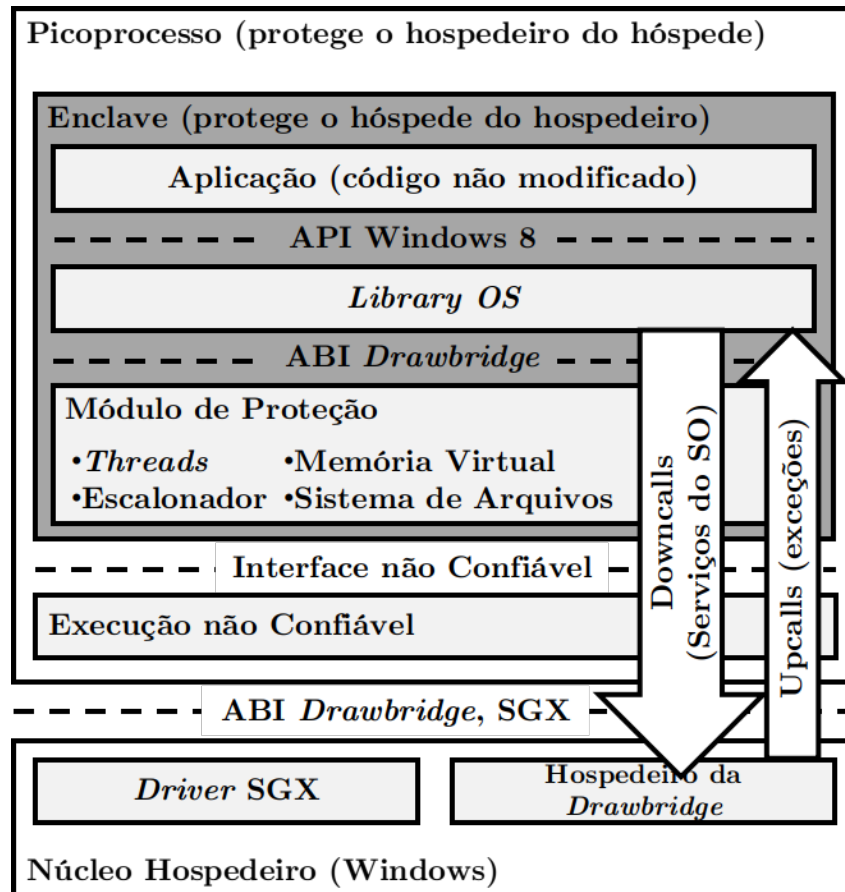 Picoprocesso (protege o hospedeiro do hóspede)
Enclave (protege o hóspede do hospedeiro)
Aplicação (código não modificado)
API Windows 8
Library OS
ABI Drawbridge
Módulo de Proteção
•Threads •Memória Virtual
•Escalonador •Sistema de Arquivos
Downcalls
(Serviços do SO)
Upcalls (exceções)
Interface não Confiável
Execução não Confiável
ABI Drawbridge, SGX
Driver SGX
Hospedeiro da
Drawbridge
Núcleo Hospedeiro (Windows)